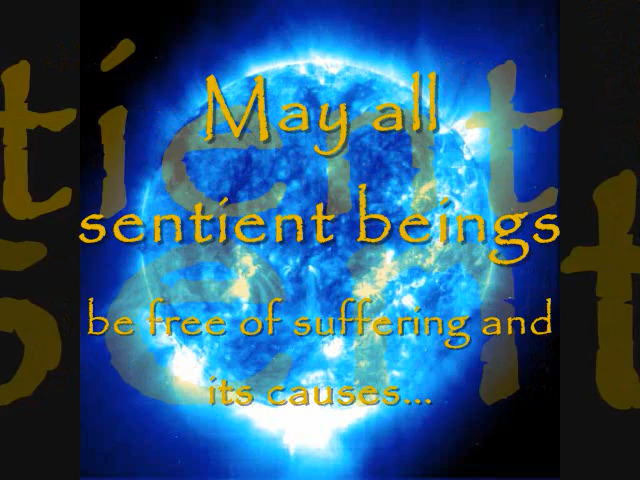 May all
sentient beings
be free of suffering and
its causes...